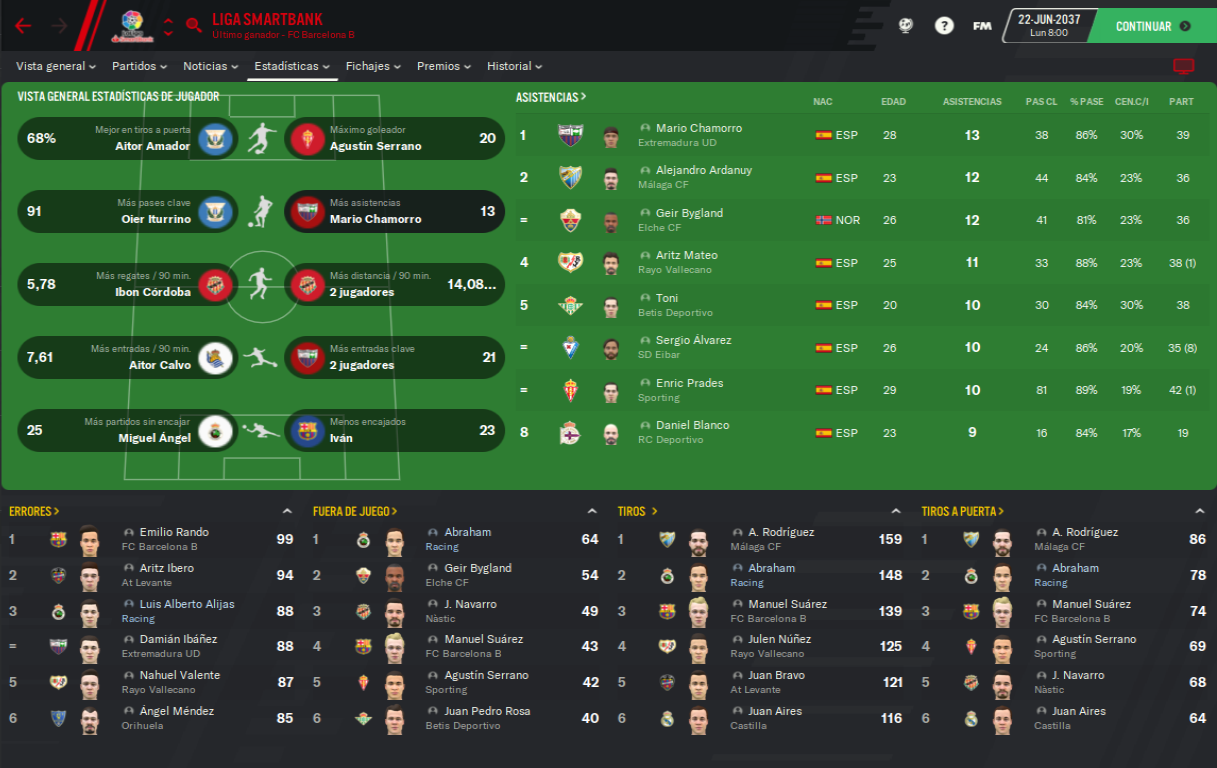 LIGA SMARTBANK
Último ganador - FC Barcelona B
?
FM
22-JUN-2037
Lun 8:00
CONTINUAR
Vista general Partidos Noticias Estadísticas Fichajes Premios Historial
VISTA GENERAL ESTADÍSTICAS DE JUGADOR
68% Mejor en tiros a puerta Máximo goleador 20
Aitor Amador Agustín Serrano
91 Más pases clave Más asistencias 13
Oier Iturrino Mario Chamorro
5,78 Más regates / 90 min. Más distancia / 90 min. 14,08...
Ibon Córdoba 2 jugadores
7,61 Más entradas / 90 min. Más entradas clave 21
Aitor Calvo 2 jugadores
25 Más partidos sin encajar Menos encajados 23
Miguel Ángel Iván
ASISTENCIAS > NAC EDAD ASISTENCIAS PAS CL % PASE CEN.C/I PART
1 Mario Chamorro ESP 28 13 38 86% 30% 39
Extremadura UD
2 Alejandro Ardanuy ESP 23 12 44 84% 23% 36
Málaga CF
= Geir Bygland NOR 26 12 41 81% 23% 36
Elche CF
4 Aritz Mateo ESP 25 11 33 88% 23% 38 (1)
Rayo Vallecano
5 Toni ESP 20 10 30 84% 30% 38
Betis Deportivo
= Sergio Álvarez ESP 26 10 24 86% 20% 35 (8)
SD Eibar
= Enric Prades ESP 29 10 81 89% 19% 42 (1)
Sporting
8 Daniel Blanco ESP 23 9 16 84% 17% 19
RC Deportivo
ERRORES >
1 Emilio Rando 99
FC Barcelona B
2 Aritz Ibero 94
At Levante
3 Luis Alberto Alijas 88
Racing
= Damián Ibáñez 88
Extremadura UD
5 Nahuel Valente 87
Rayo Vallecano
6 Ángel Méndez 85
Orihuela
FUERA DE JUEGO >
1 Abraham 64
Racing
2 Geir Bygland 54
Elche CF
3 J. Navarro 49
Nàstic
4 Manuel Suárez 43
FC Barcelona B
5 Agustín Serrano 42
Sporting
6 Juan Pedro Rosa 40
Betis Deportivo
TIROS >
1 A. Rodríguez 159
Málaga CF
2 Abraham 148
Racing
3 Manuel Suárez 139
FC Barcelona B
4 Julen Núñez 125
Rayo Vallecano
5 Juan Bravo 121
At Levante
6 Juan Aires 116
Castilla
TIROS A PUERTA >
1 A. Rodríguez 86
Málaga CF
2 Abraham 78
Racing
3 Manuel Suárez 74
FC Barcelona B
4 Agustín Serrano 69
Sporting
5 J. Navarro 68
Nàstic
6 Juan Aires 64
Castilla